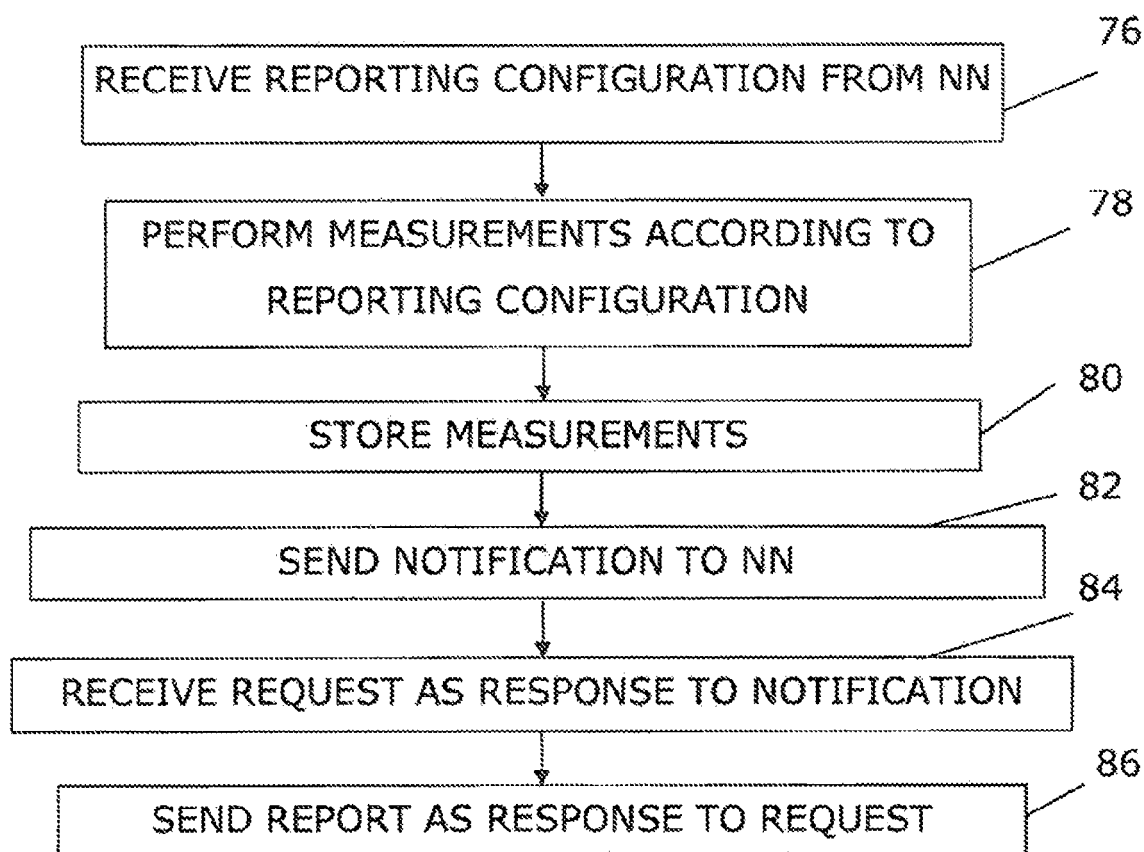 76
RECEIVE REPORTING CONFIGURATION FROM NN
78
PERFORM MEASUREMENTS ACCORDING TO
REPORTING CONFIGURATION
80
STORE MEASUREMENTS
82
SEND NOTIFICATION TO NN
84
RECEIVE REQUEST AS RESPONSE TO NOTIFICATION
86
SEND REPORT AS RESPONSE TO REQUEST